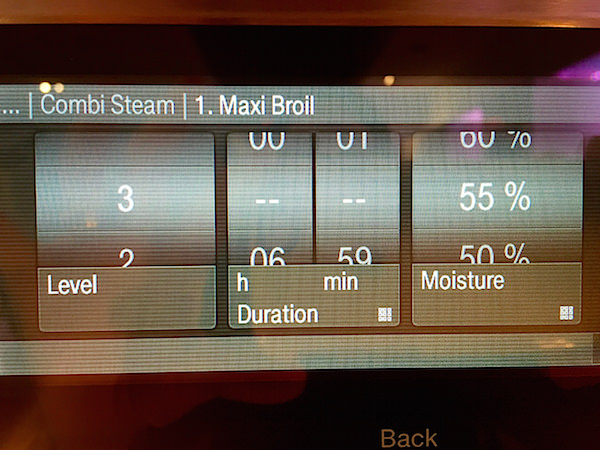 ... | Combi Steam | 1. Maxi Broil
00 01 60 %
3 -- -- 55 %
2 06 59 50 %
Level h min Moisture
Duration
Back